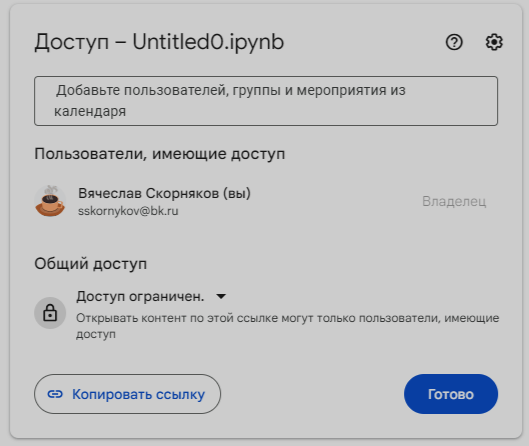 Доступ – Untitled0.ipynb
Добавьте пользователей, группы и мероприятия из
календаря
Пользователи, имеющие доступ
Вячеслав Скорняков (вы)
sskornykov@bk.ru
Владелец
Общий доступ
Доступ ограничен.
Открывать контент по этой ссылке могут только пользователи, имеющие
доступ
Копировать ссылку
Готово